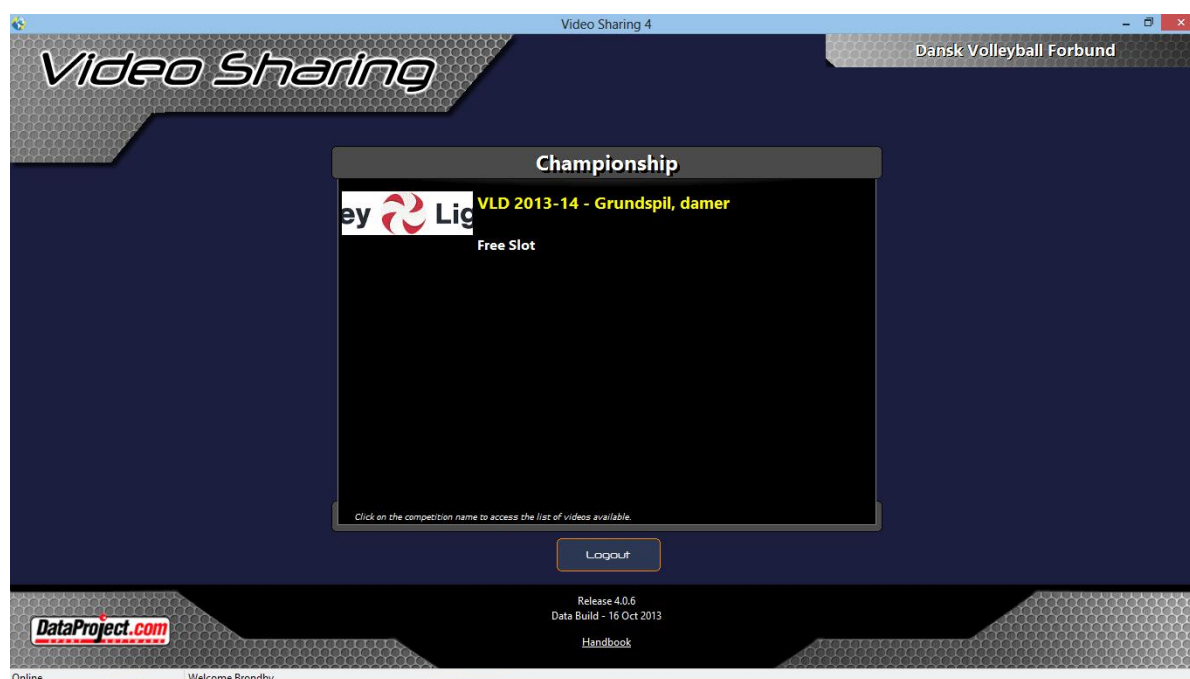 Video Sharing 4
Video Sharing
Dansk Volleyball Forbund
Championship
ey Lig
VLD 2013-14 - Grundspil, damer
Free Slot
Click on the competition name to access the list of videos available.
Logout
Release 4.0.6
Data Build - 16 Oct 2013
Handbook
DataProject.com
SPORT SOFTWARE
Online
Welcome Brondby